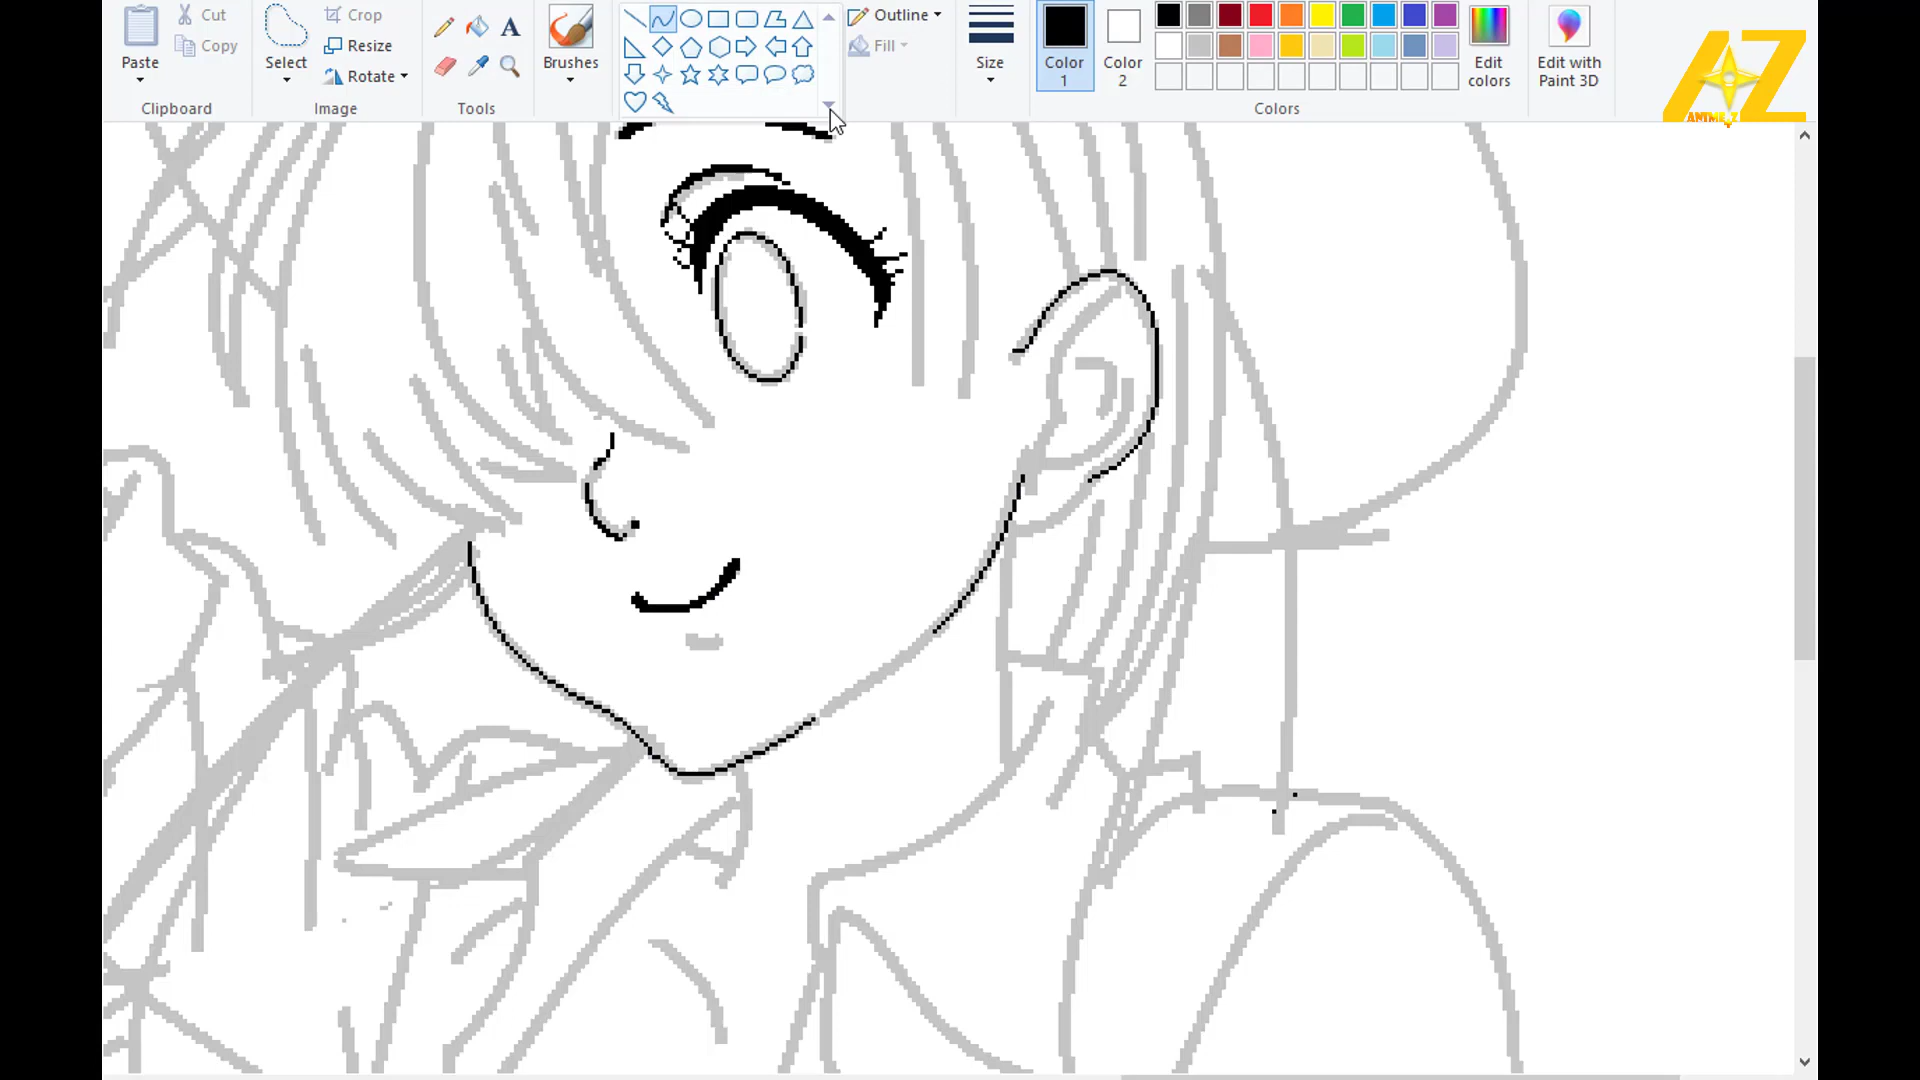 Cut
Crop
Outline
Copy
Resize
Fill
Paste
Select
Rotate
Brushes
Size
Color
1
Color
2
Edit
colors
Edit with
Paint 3D
Clipboard
Image
Tools
Colors
A
AZ
ANIME Z